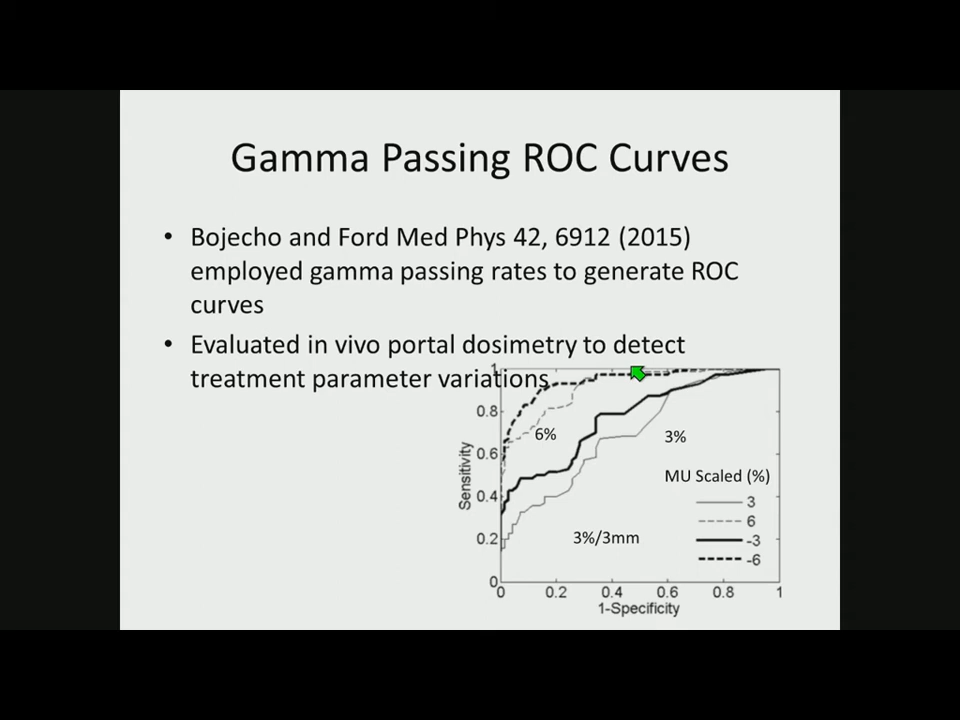 Gamma Passing ROC Curves
• Bojecho and Ford Med Phys 42, 6912 (2015)
employed gamma passing rates to generate ROC
curves
• Evaluated in vivo portal dosimetry to detect
treatment parameter variations
1
0.8
0.6
0.4
0.2
0
Sensitivity
6%
3%
MU Scaled (%)
3
6
-3
-6
3%/3mm
0 0.2 0.4 0.6 0.8 1
1-Specificity